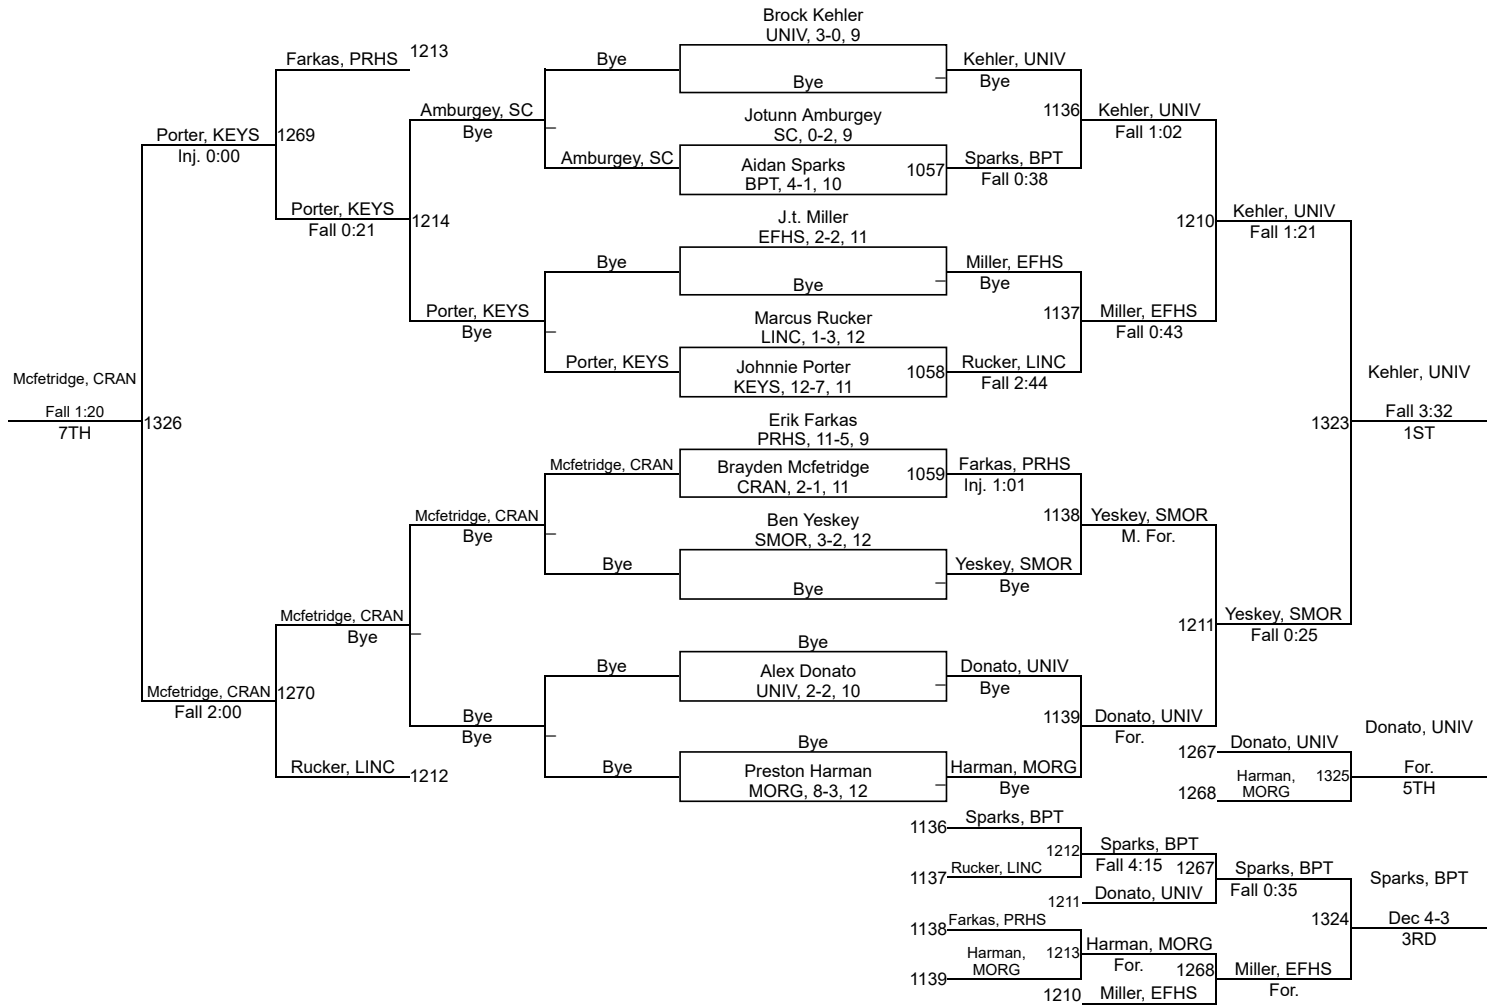 Brock Kehler
UNIV, 3-0, 9
Farkas, PRHS 1213
Bye
Kehler, UNIV
Bye
Bye
Amburgey, SC
Bye
Jotunn Amburgey
SC, 0-2, 9
1136
Kehler, UNIV
Fall 1:02
Porter, KEYS
Inj. 0:00
1269
Amburgey, SC
Aidan Sparks
BPT, 4-1, 10
1057
Sparks, BPT
Fall 0:38
Porter, KEYS
Fall 0:21
1214
J.t. Miller
EFHS, 2-2, 11
1210
Kehler, UNIV
Fall 1:21
Bye
Bye
Miller, EFHS
Bye
Porter, KEYS
Bye
Marcus Rucker
LINC, 1-3, 12
1137
Miller, EFHS
Fall 0:43
Porter, KEYS
Johnnie Porter
KEYS, 12-7, 11
1058
Rucker, LINC
Fall 2:44
Mcfetridge, CRAN
Fall 1:20
7TH
1326
Kehler, UNIV
1323
Fall 3:32
1ST
Erik Farkas
PRHS, 11-5, 9
Mcfetridge, CRAN
Brayden Mcfetridge
CRAN, 2-1, 11
1059
Farkas, PRHS
Inj. 1:01
Mcfetridge, CRAN
Bye
Ben Yeskey
SMOR, 3-2, 12
1138
Yeskey, SMOR
M. For.
Bye
Bye
Yeskey, SMOR
Bye
Mcfetridge, CRAN
Bye
1211
Yeskey, SMOR
Fall 0:25
Bye
Bye
Alex Donato
UNIV, 2-2, 10
Donato, UNIV
Bye
Mcfetridge, CRAN
Fall 2:00
1270
Bye
Bye
Bye
1139
Donato, UNIV
For.
Rucker, LINC
1212
Bye
Preston Harman
MORG, 8-3, 12
Harman, MORG
Bye
1267
Donato, UNIV
1268
Harman,
MORG
1325
Donato, UNIV
For.
5TH
1136
Sparks, BPT
1137
Rucker, LINC
1212
Sparks, BPT
Fall 4:15
1267
1211
Donato, UNIV
Sparks, BPT
Fall 0:35
Sparks, BPT
1324
Dec 4-3
3RD
1138
Farkas, PRHS
1139
Harman,
MORG
1213
Harman, MORG
For.
1268
1210
Miller, EFHS
Miller, EFHS
For.